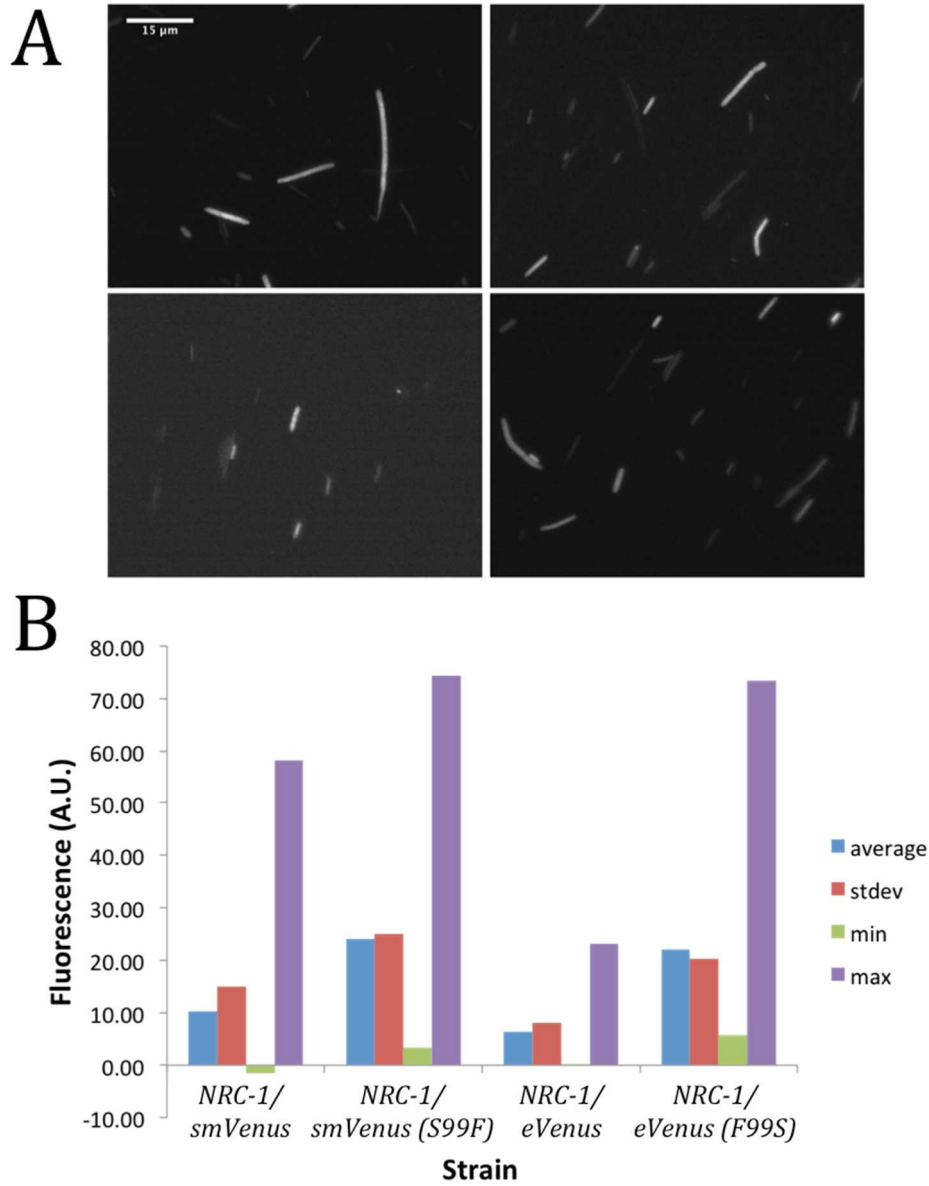 A
15 µm
B
80.00
70.00
60.00
50.00
40.00
30.00
20.00
10.00
0.00
-10.00
Fluorescence (A.U.)
NRC-1/
smVenus
NRC-1/
smVenus (S99F)
NRC-1/
eVenus
NRC-1/
eVenus (F99S)
Strain
average
stdev
min
max